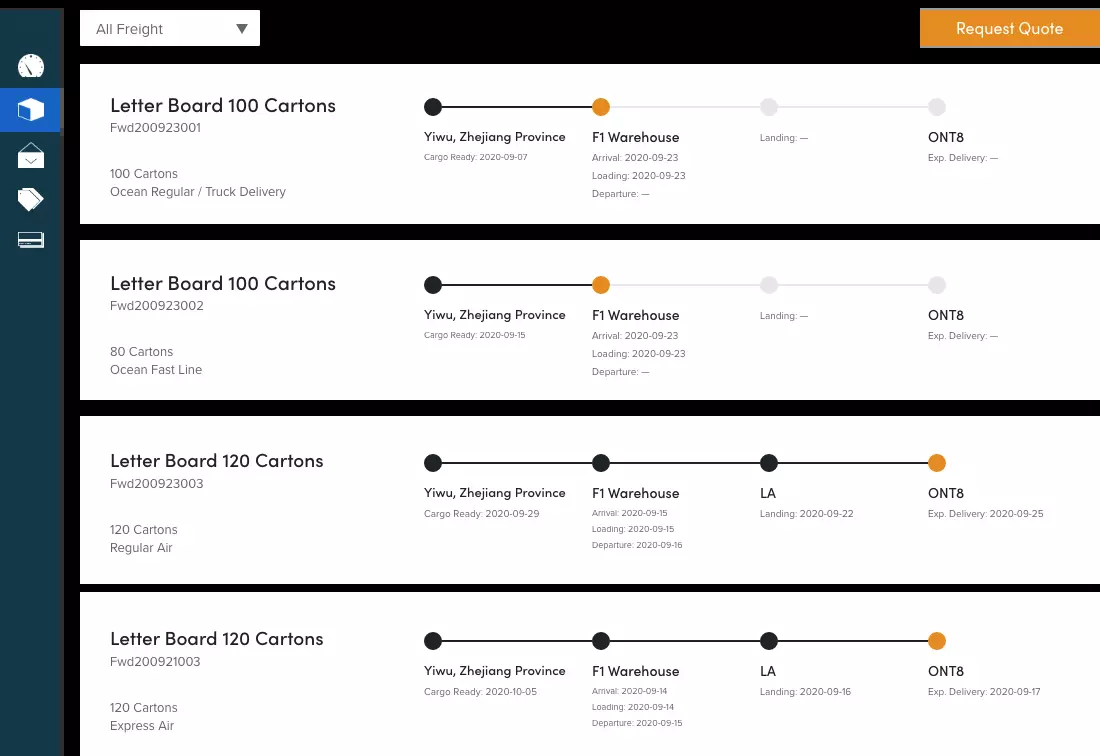 All Freight
Request Quote
Letter Board 100 Cartons
Fwd200923001
100 Cartons
Ocean Regular / Truck Delivery
Yiwu, Zhejiang Province
Cargo Ready: 2020-09-07
F1 Warehouse
Arrival: 2020-09-23
Loading: 2020-09-23
Departure: —
Landing: —
ONT8
Exp. Delivery: —
Letter Board 100 Cartons
Fwd200923002
80 Cartons
Ocean Fast Line
Yiwu, Zhejiang Province
Cargo Ready: 2020-09-15
F1 Warehouse
Arrival: 2020-09-23
Loading: 2020-09-23
Departure: —
Landing: —
ONT8
Exp. Delivery: —
Letter Board 120 Cartons
Fwd200923003
120 Cartons
Regular Air
Yiwu, Zhejiang Province
Cargo Ready: 2020-09-29
F1 Warehouse
Arrival: 2020-09-15
Loading: 2020-09-15
Departure: 2020-09-16
LA
Landing: 2020-09-22
ONT8
Exp. Delivery: 2020-09-25
Letter Board 120 Cartons
Fwd200921003
120 Cartons
Express Air
Yiwu, Zhejiang Province
Cargo Ready: 2020-10-05
F1 Warehouse
Arrival: 2020-09-14
Loading: 2020-09-14
Departure: 2020-09-15
LA
Landing: 2020-09-16
ONT8
Exp. Delivery: 2020-09-17